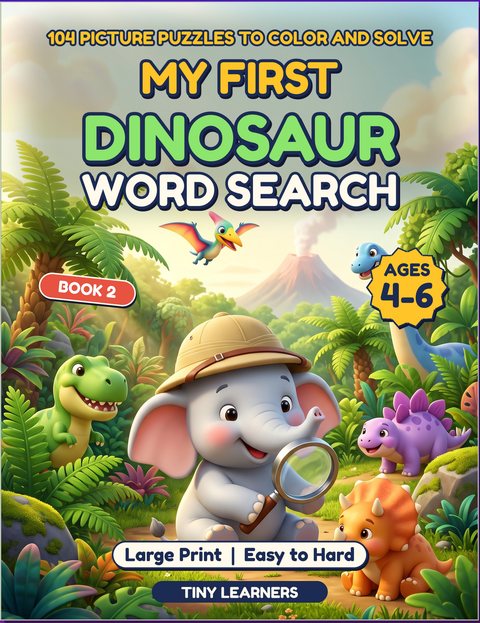 104 PICTURE PUZZLES TO COLOR AND SOLVE
MY FIRST
DINOSAUR
WORD SEARCH
BOOK 2
AGES
4-6
Large Print | Easy to Hard
TINY LEARNERS